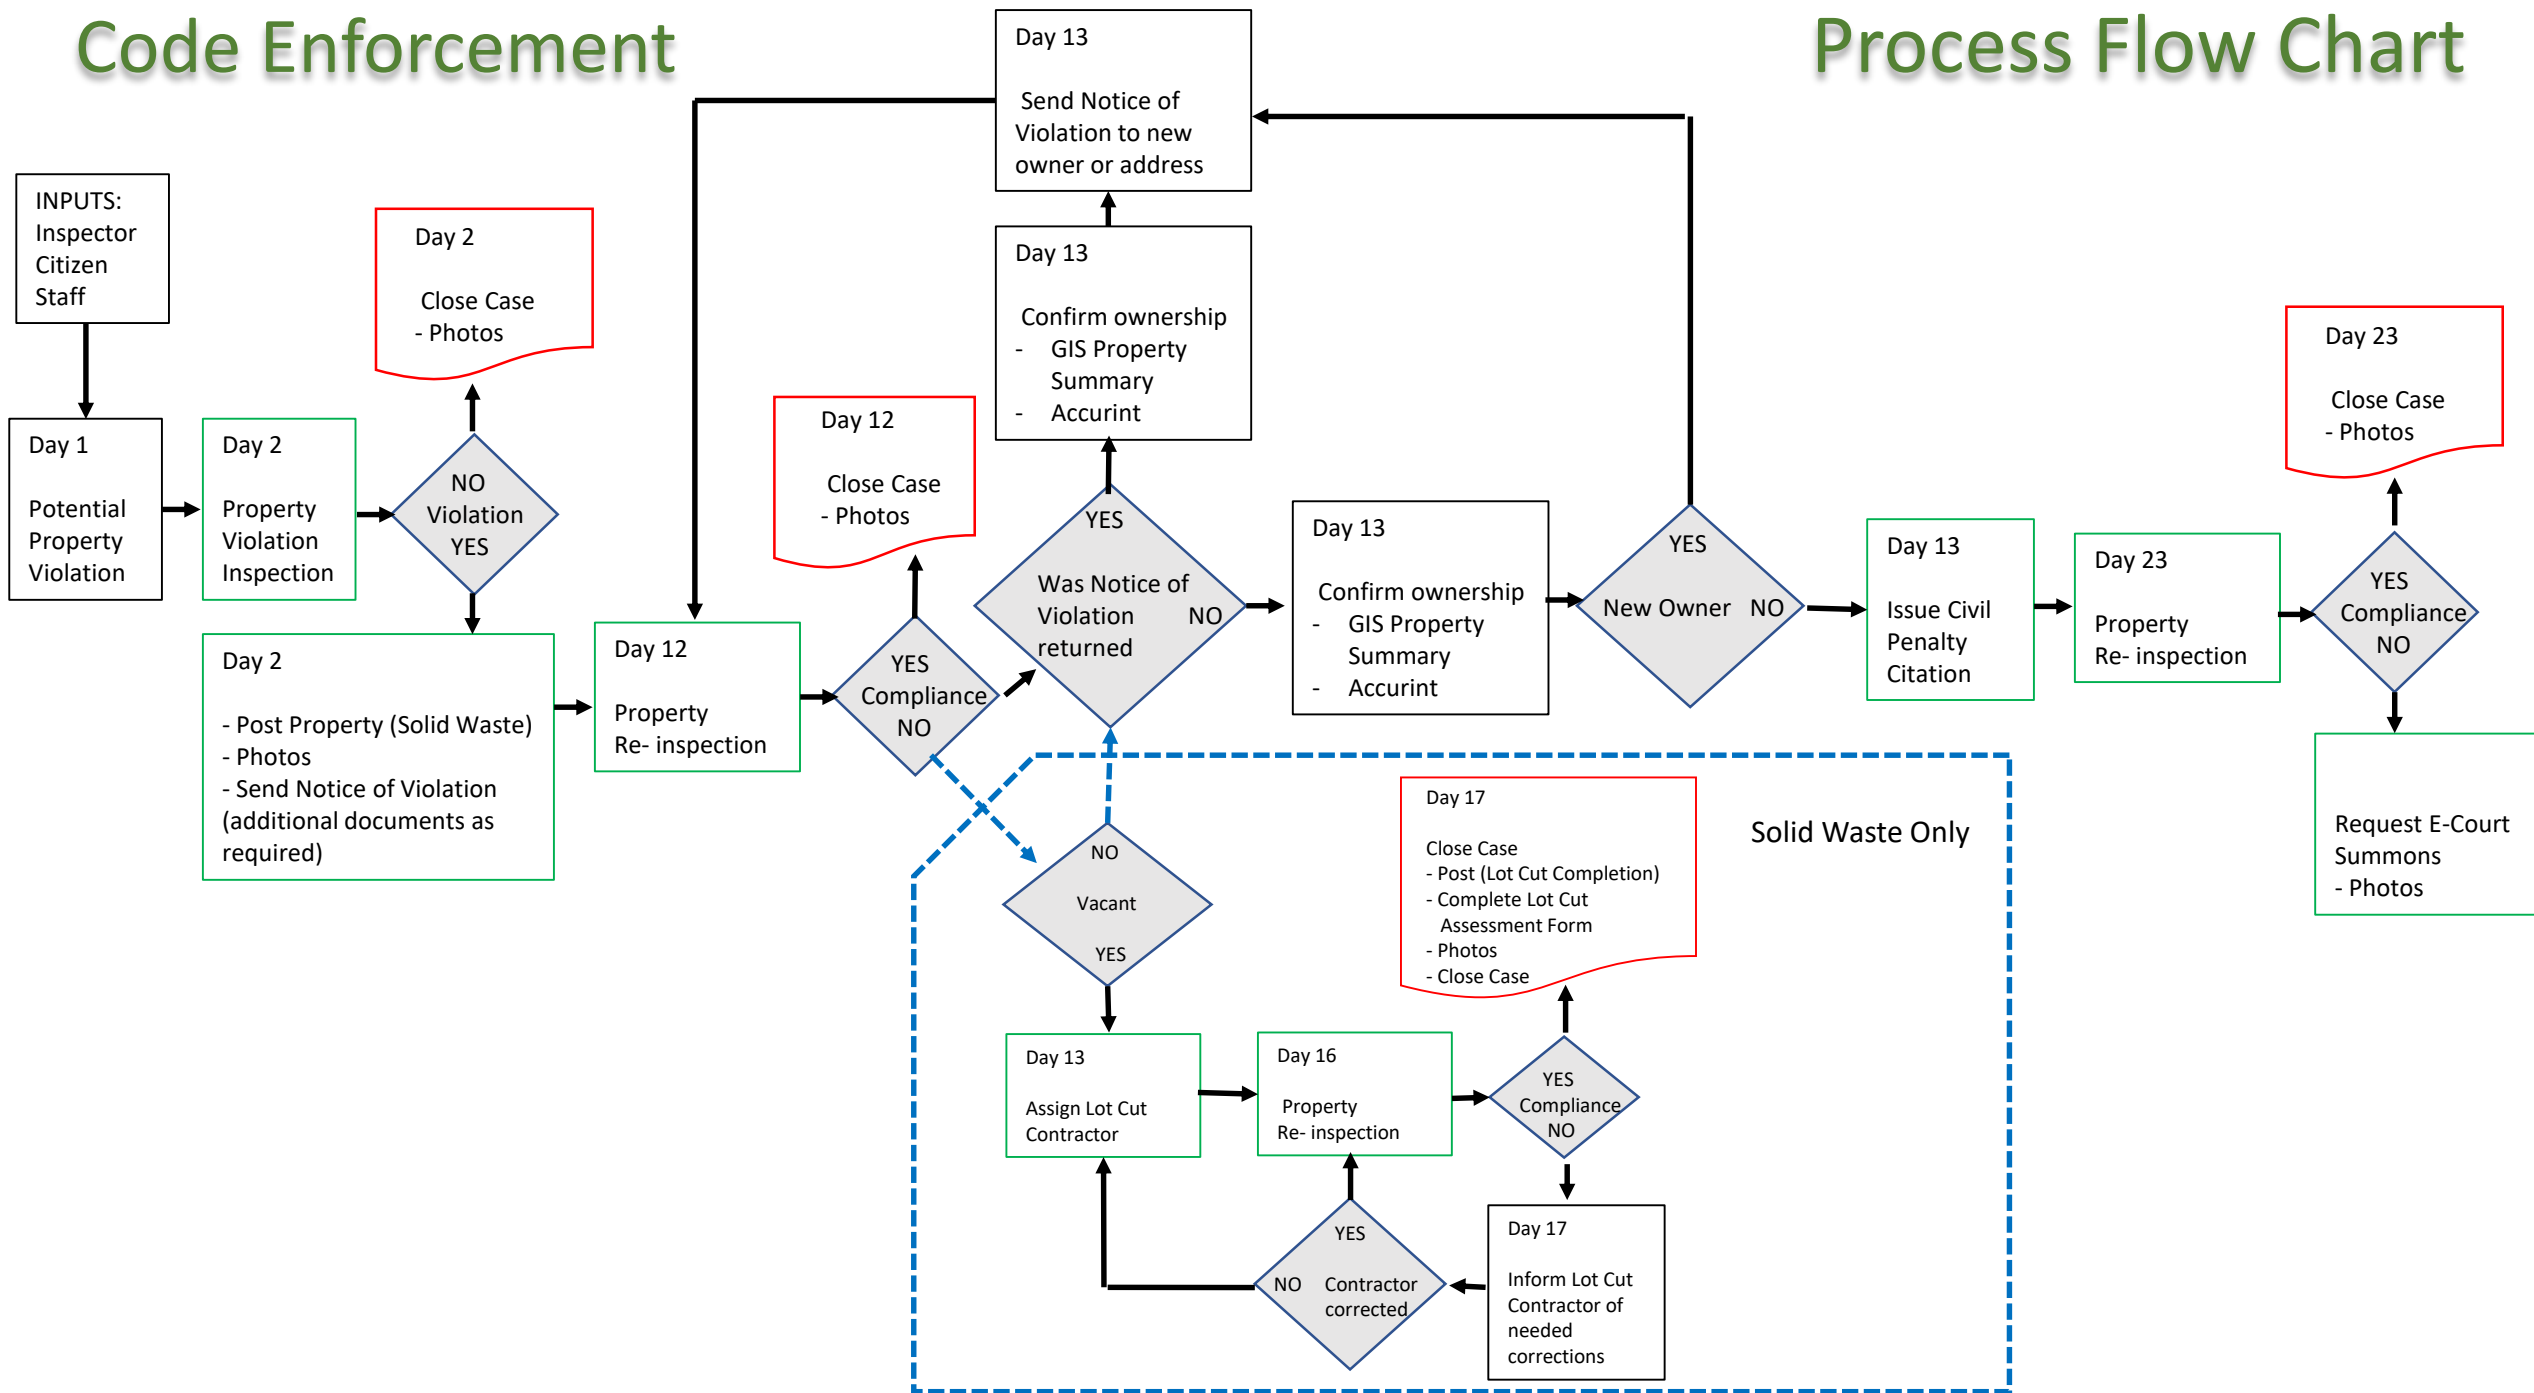 Code Enforcement
Process Flow Chart
INPUTS:
Inspector
Citizen
Staff
Day 1
Potential
Property
Violation
Day 2
Property
Violation
Inspection
NO
Violation
YES
Day 2
Close Case
- Photos
Day 2
- Post Property (Solid Waste)
- Photos
- Send Notice of Violation
(additional documents as
required)
Day 12
Property
Re- inspection
YES
Compliance
NO
Day 12
Close Case
- Photos
YES
Was Notice of
Violation NO
returned
Day 13
Confirm ownership
- GIS Property
Summary
- Accurint
Day 13
Send Notice of
Violation to new
owner or address
Day 13
Confirm ownership
- GIS Property
Summary
- Accurint
YES
New Owner NO
Day 13
Issue Civil
Penalty
Citation
Day 23
Property
Re- inspection
YES
Compliance
NO
Day 23
Close Case
- Photos
Request E-Court
Summons
- Photos
Solid Waste Only
NO
Vacant
YES
Day 13
Assign Lot Cut
Contractor
Day 16
Property
Re- inspection
YES
Compliance
NO
Day 17
Close Case
- Post (Lot Cut Completion)
- Complete Lot Cut
Assessment Form
- Photos
- Close Case
Day 17
Inform Lot Cut
Contractor of
needed
corrections
YES
NO Contractor
corrected